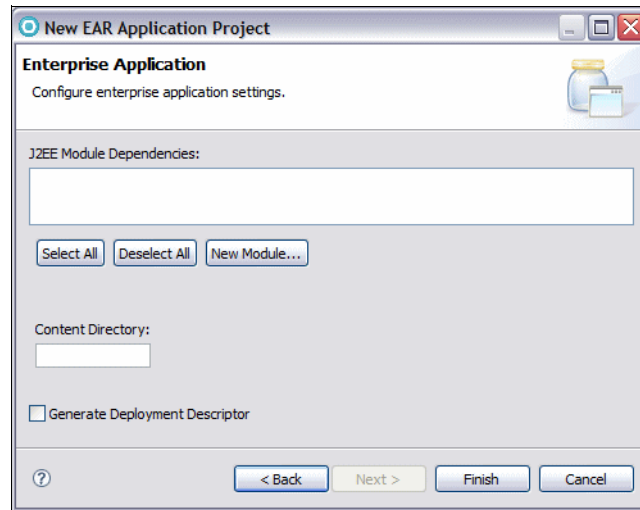 New EAR Application Project
Enterprise Application
Configure enterprise application settings.
J2EE Module Dependencies:
Select All Deselect All New Module...
Content Directory:
Generate Deployment Descriptor
? < Back Next > Finish Cancel